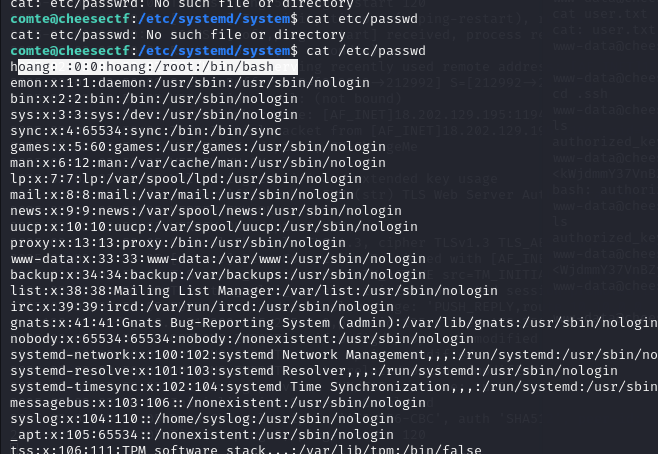 cat: etc/passwrd: No such file or directory
comte@cheesectf:/etc/systemd/system$ cat etc/passwd
cat: etc/passwd: No such file or directory
comte@cheesectf:/etc/systemd/system$ cat /etc/passwd
hoang: :0:0:hoang:/root:/bin/bash
emon:x:1:1:daemon:/usr/sbin:/usr/sbin/nologin
bin:x:2:2:bin:/bin:/usr/sbin/nologin
sys:x:3:3:sys:/dev:/usr/sbin/nologin
sync:x:4:65534:sync:/bin:/bin/sync
games:x:5:60:games:/usr/games:/usr/sbin/nologin
man:x:6:12:man:/var/cache/man:/usr/sbin/nologin
lp:x:7:7:lp:/var/spool/lpd:/usr/sbin/nologin
mail:x:8:8:mail:/var/mail:/usr/sbin/nologin
news:x:9:9:news:/var/spool/news:/usr/sbin/nologin
uucp:x:10:10:uucp:/var/spool/uucp:/usr/sbin/nologin
proxy:x:13:13:proxy:/bin:/usr/sbin/nologin
www-data:x:33:33:www-data:/var/www:/usr/sbin/nologin
backup:x:34:34:backup:/var/backups:/usr/sbin/nologin
list:x:38:38:Mailing List Manager:/var/list:/usr/sbin/nologin
irc:x:39:39:ircd:/var/run/ircd:/usr/sbin/nologin
gnats:x:41:41:Gnats Bug-Reporting System (admin):/var/lib/gnats:/usr/sbin/nologin
nobody:x:65534:65534:nobody:/nonexistent:/usr/sbin/nologin
systemd-network:x:100:102:systemd Network Management,,,:/run/systemd:/usr/sbin/no
systemd-resolve:x:101:103:systemd Resolver,,,:/run/systemd:/usr/sbin/nologin
systemd-timesync:x:102:104:systemd Time Synchronization,,,:/run/systemd:/usr/sbin
messagebus:x:103:106::/nonexistent:/usr/sbin/nologin
syslog:x:104:110::/home/syslog:/usr/sbin/nologin
_apt:x:105:65534::/nonexistent:/usr/sbin/nologin
tss:x:106:111:TPM software stack,,,:/var/lib/tpm:/bin/false